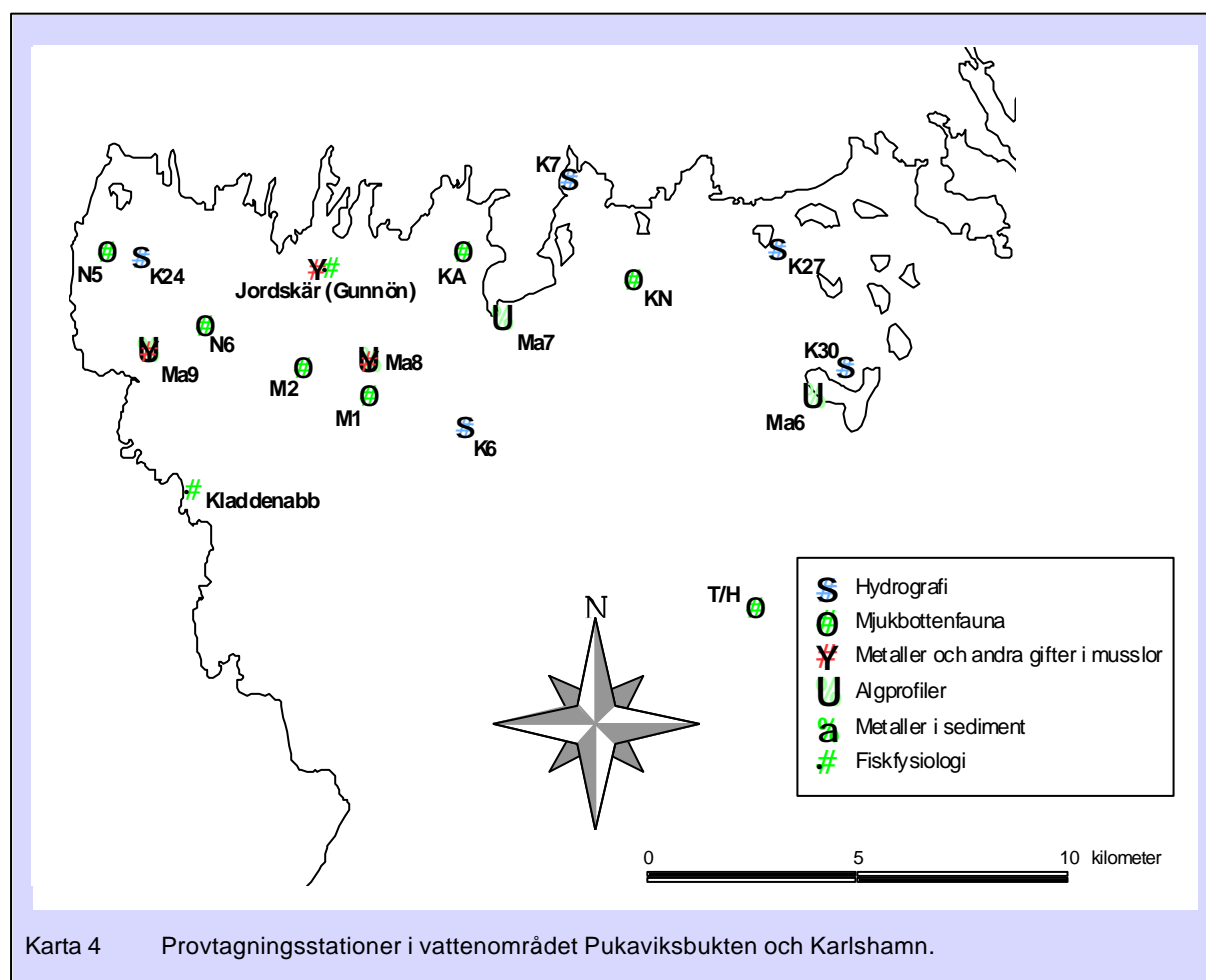 K7
S
O
N5
S
K24
Y #
Jordskär (Gunnön)
O
KA
S
K27
O
KN
U
Ma7
O
N6
Y
Ma9
O
M2
Y
Ma8
O
M1
K30
S
U
Ma6
S
K6
# Kladdenabb
T/H
O
N
S Hydrografi
O Mjukbottenfauna
Y Metaller och andra gifter i musslor
U Algprofiler
a Metaller i sediment
# Fiskfysiologi
0 5 10 kilometer
Karta 4 Provtagningsstationer i vattenområdet Pukaviksbukten och Karlshamn.